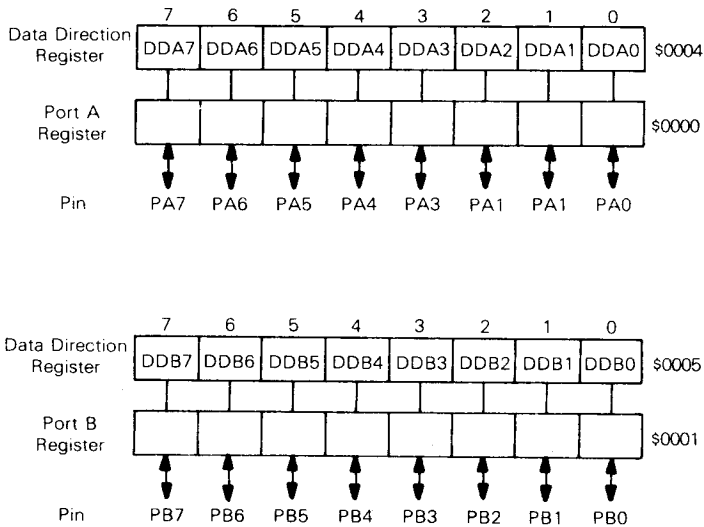 7 6 5 4 3 2 1 0
Data Direction Register DDA7 DDA6 DDA5 DDA4 DDA3 DDA2 DDA1 DDA0 $0004
Port A Register $0000
Pin PA7 PA6 PA5 PA4 PA3 PA1 PA1 PA0
7 6 5 4 3 2 1 0
Data Direction Register DDB7 DDB6 DDB5 DDB4 DDB3 DDB2 DDB1 DDB0 $0005
Port B Register $0001
Pin PB7 PB6 PB5 PB4 PB3 PB2 PB1 PB0